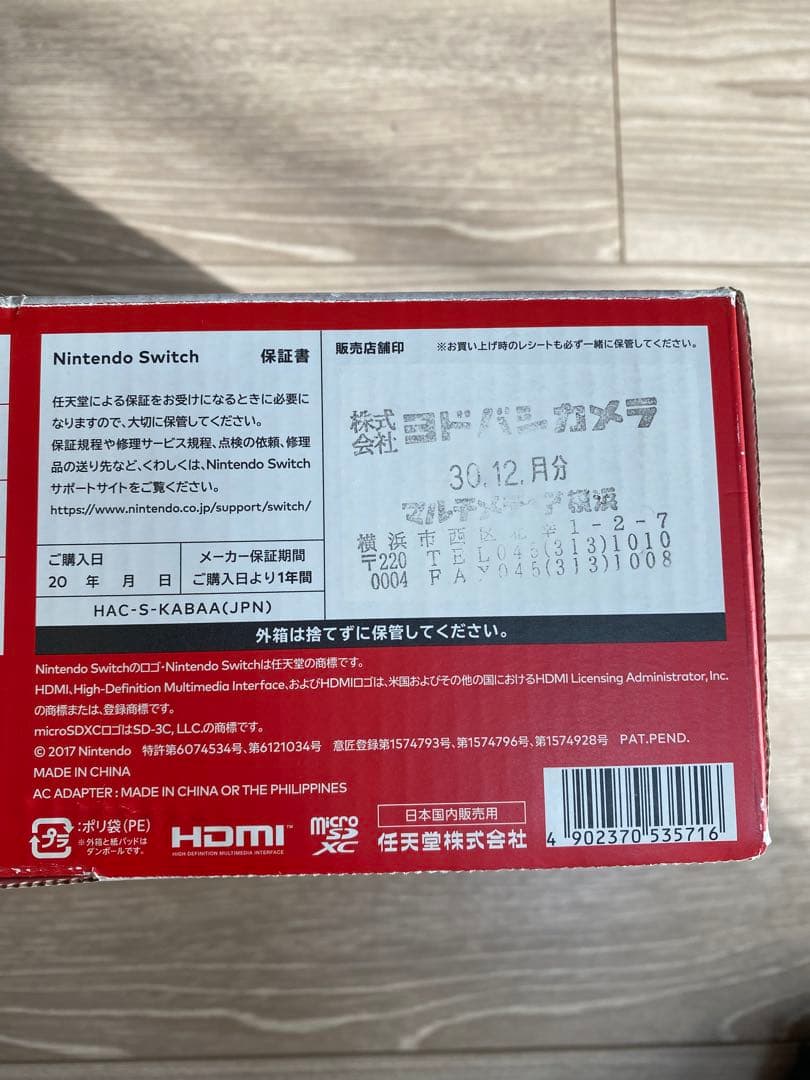 Nintendo Switch 保証書
任天堂による保証をお受けになるときに必要に
なりますので、大切に保管してください。
保証規程や修理サービス規程、点検の依頼、修理
品の送り先など、くわしくは、Nintendo Switch
サポートサイトをご覧ください。
https://www.nintendo.co.jp/support/switch/
ご購入日
20 年 月 日
メーカー保証期間
ご購入日より1年間
HAC-S-KABAA(JPN)
販売店舗印 ※お買い上げ時のレシートも必ず一緒に保管してください。
株式会社 ヨドバシカメラ
30.12.月分
マルチメディア横浜
横浜市西区北幸1-2-7
〒220 TEL045(313)1010
0004 FAX045(313)1008
外箱は捨てずに保管してください。
Nintendo Switchのロゴ・Nintendo Switchは任天堂の商標です。
HDMI、High-Definition Multimedia Interface、およびHDMIロゴは、米国およびその他の国におけるHDMI Licensing Administrator, Inc.
の商標または、登録商標です。
microSDXCロゴはSD-3C, LLC.の商標です。
© 2017 Nintendo 特許第6074534号、第6121034号 意匠登録第1574793号、第1574796号、第1574928号 PAT.PEND.
MADE IN CHINA
AC ADAPTER : MADE IN CHINA OR THE PHILIPPINES
プラ
:ポリ袋(PE)
※外箱と紙パッドは
ダンボールです。
HDMI™
HIGH-DEFINITION MULTIMEDIA INTERFACE
micro SD XC
日本国内販売用
任天堂株式会社
4 902370 535716